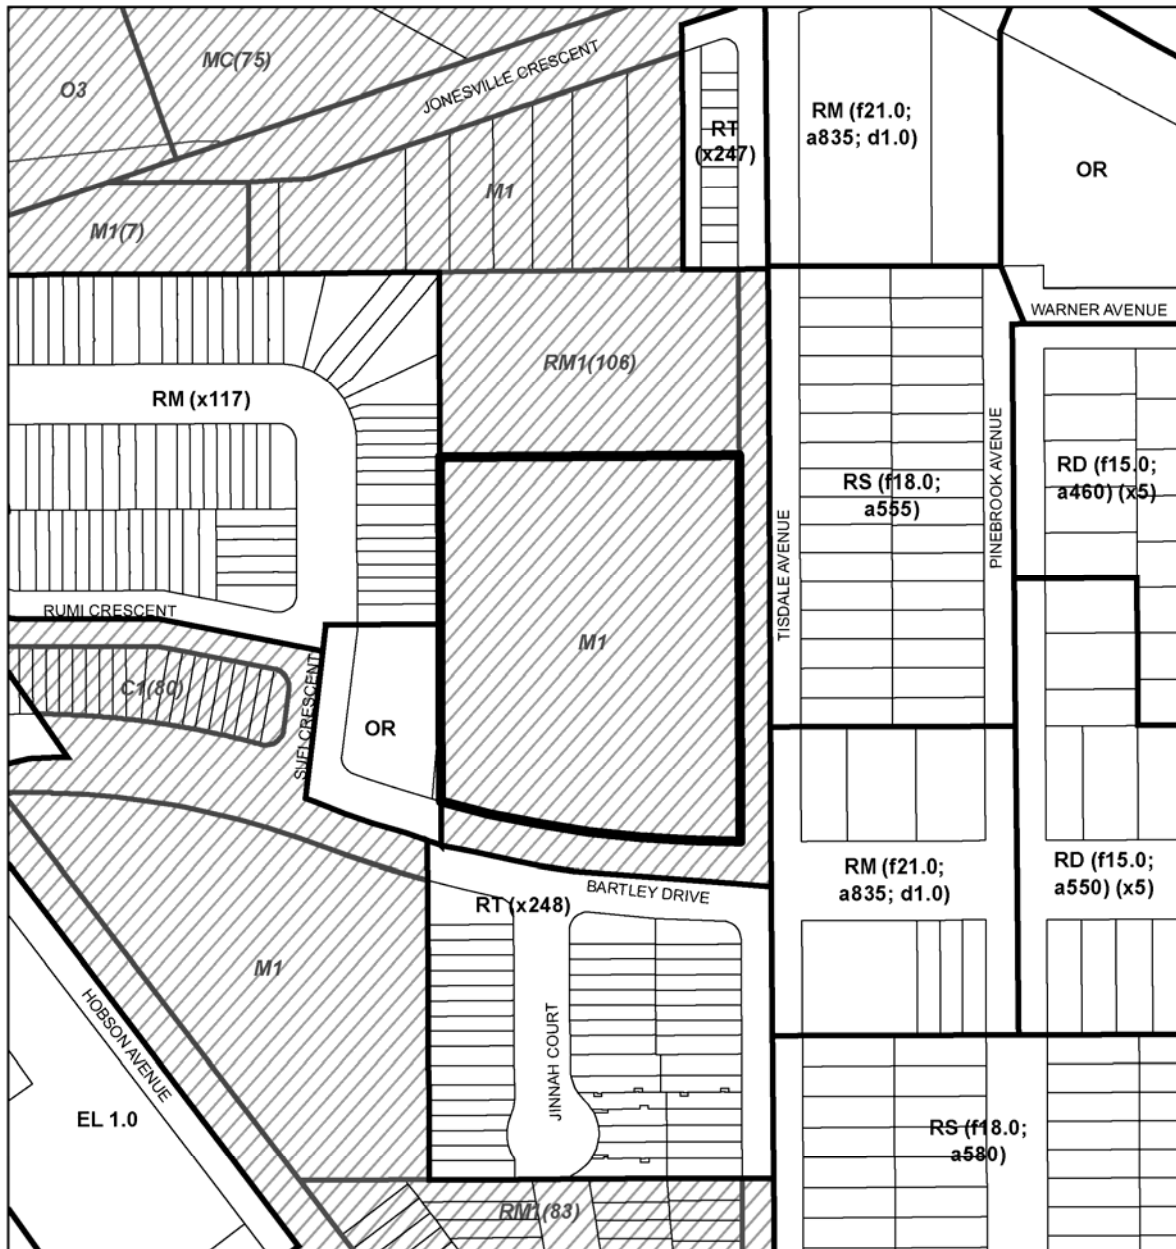 MC(75)
O3
JONESVILLE CRESCENT
RT
(x247)
RM (f21.0;
a835; d1.0)
OR
M1
M1(7)
WARNER AVENUE
RM1(106)
RM (x117)
PINEBROOK AVENUE
RD (f15.0;
a460) (x5)
RS (f18.0;
a555)
TISDALE AVENUE
RUMI CRESCENT
M1
C1(80)
SUFI CRESCENT
OR
RM (f21.0;
a835; d1.0)
RD (f15.0;
a550) (x5)
BARTLEY DRIVE
RT (x248)
M1
HOBSON AVENUE
JINNAH COURT
EL 1.0
RS (f18.0;
a580)
RM1(83)